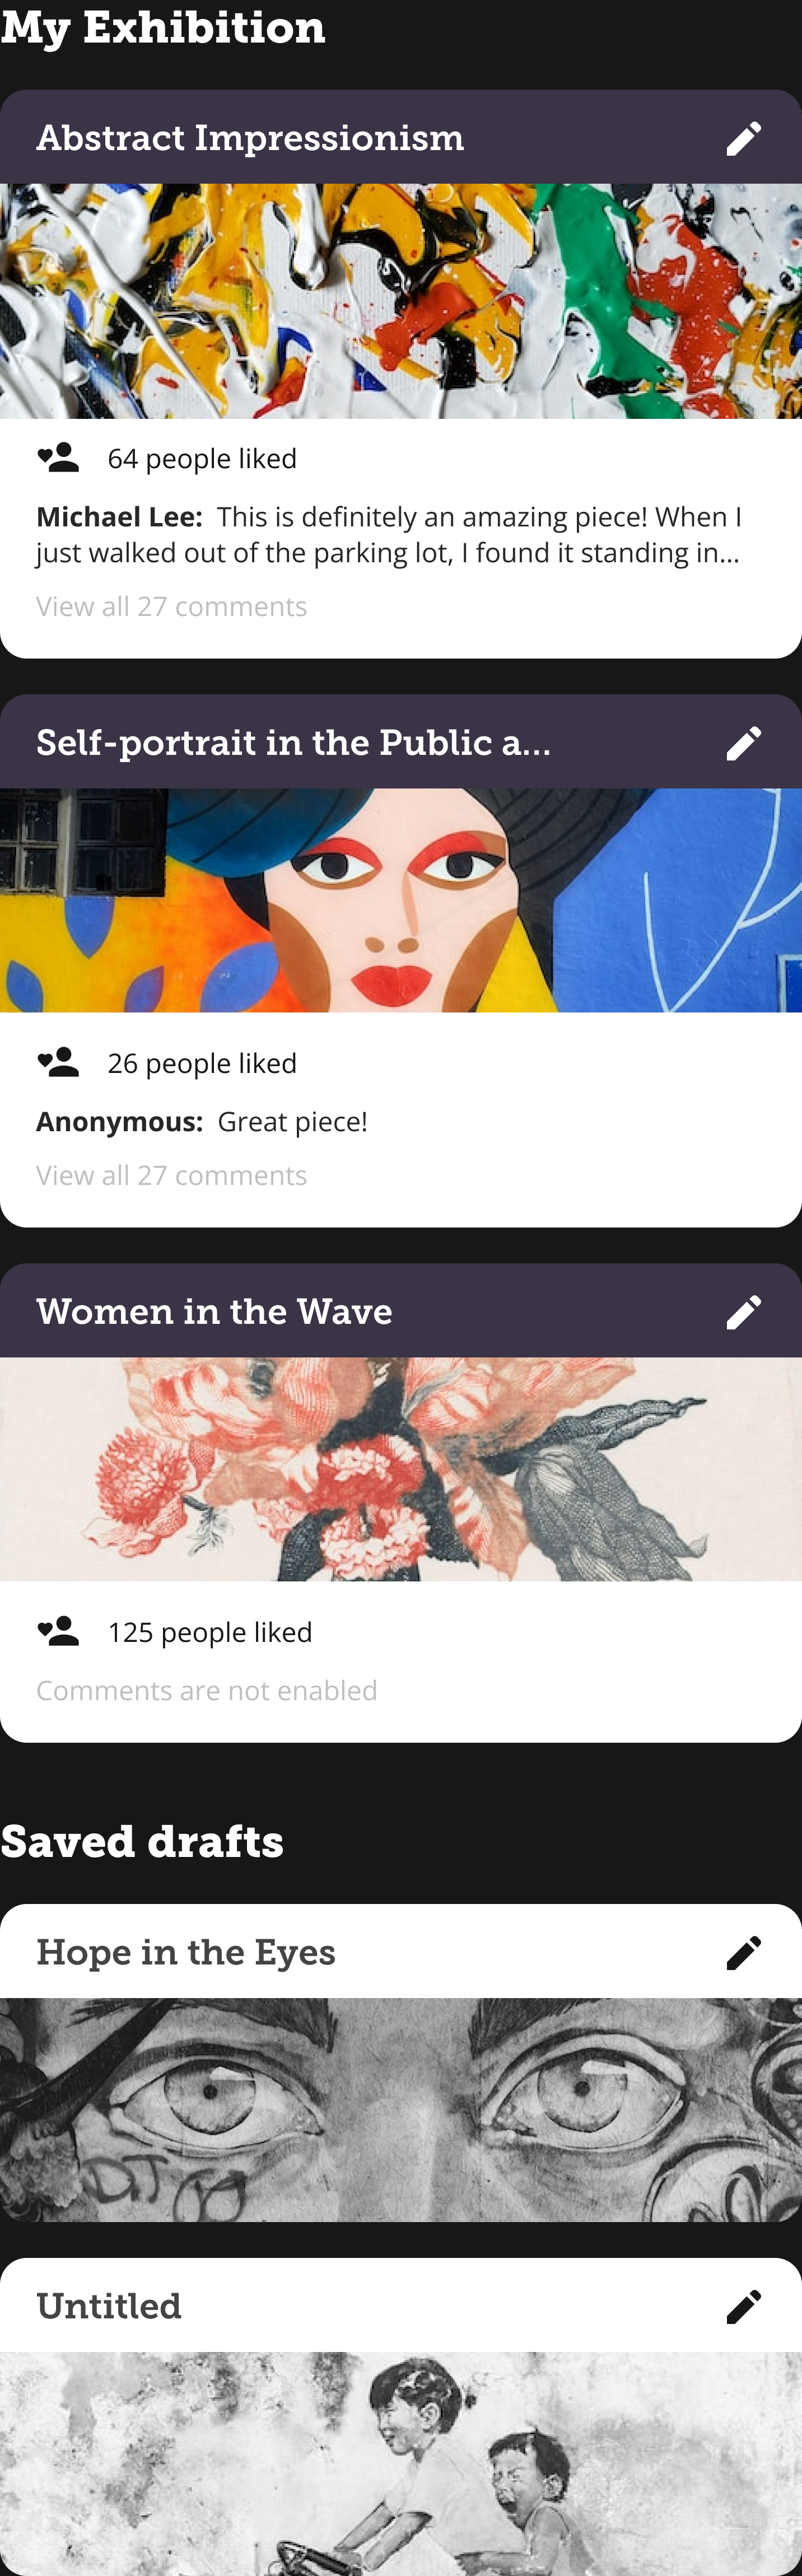 My Exhibition
Abstract Impressionism
64 people liked
Michael Lee: This is definitely an amazing piece! When I
just walked out of the parking lot, I found it standing in...
View all 27 comments
Self-portrait in the Public a...
26 people liked
Anonymous: Great piece!
View all 27 comments
Women in the Wave
125 people liked
Comments are not enabled
Saved drafts
Hope in the Eyes
Untitled